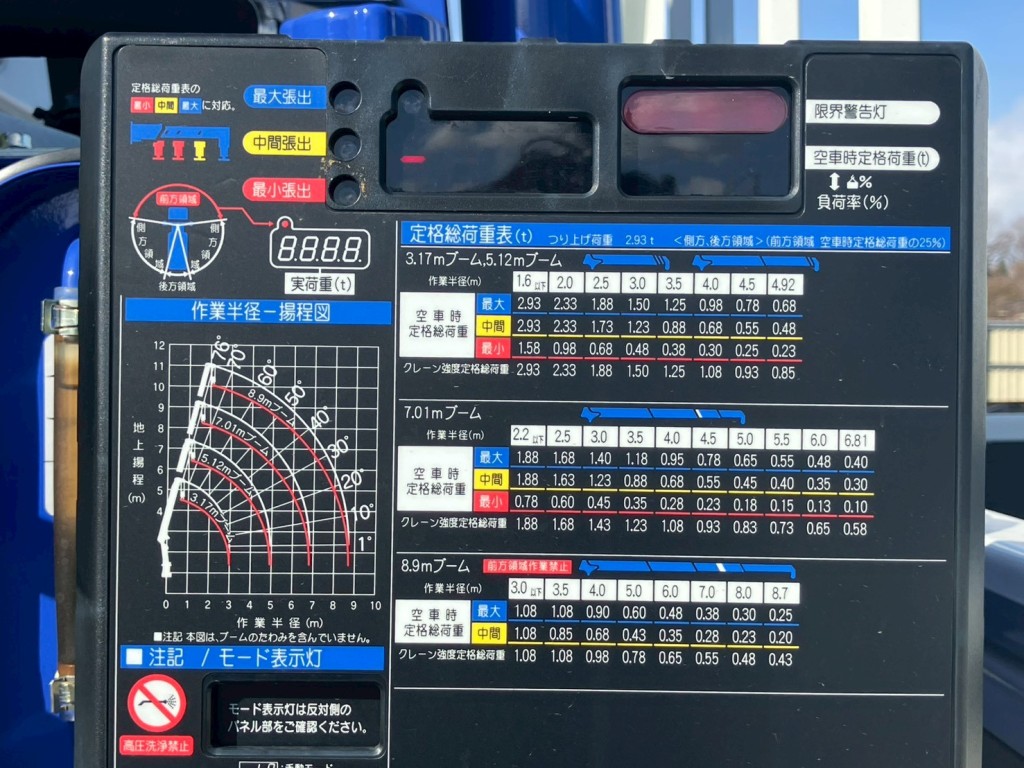 定格総荷重表の
最小 中間 最大 に対応。
最大張出
中間張出
最小張出
前方領域
側方領域
側方領域
後方領域
8.8.8.8.
実荷重(t)
限界警告灯
空車時定格荷重(t)
%
負荷率(%)
作業半径-揚程図
地上揚程(m)
12
11
10
9
8
7
6
5
4
76° 70° 60° 50° 40° 30° 20° 10° 1°
8.9mブーム
7.01mブーム
5.12mブーム
3.17mブーム
0 1 2 3 4 5 6 7 8 9 10
作業半径(m)
■注記 本図は、ブームのたわみを含んでいません。
■注記 / モード表示灯
高圧洗浄禁止
モード表示灯は反対側の
パネル部をご確認ください。
定格総荷重表(t) つり上げ荷重 2.93t <側方、後方領域>(前方領域 空車時定格総荷重の25%)
3.17mブーム,5.12mブーム
作業半径(m) 1.6以下 2.0 2.5 3.0 3.5 4.0 4.5 4.92
空車時定格総荷重
最大 2.93 2.33 1.88 1.50 1.25 0.98 0.78 0.68
中間 2.93 2.33 1.73 1.23 0.88 0.68 0.55 0.48
最小 1.58 0.98 0.68 0.48 0.38 0.30 0.25 0.23
クレーン強度定格総荷重 2.93 2.33 1.88 1.50 1.25 1.08 0.93 0.85
7.01mブーム
作業半径(m) 2.2以下 2.5 3.0 3.5 4.0 4.5 5.0 5.5 6.0 6.81
空車時定格総荷重
最大 1.88 1.68 1.40 1.18 0.95 0.78 0.65 0.55 0.48 0.40
中間 1.88 1.63 1.23 0.88 0.68 0.55 0.45 0.40 0.35 0.30
最小 0.78 0.60 0.45 0.35 0.28 0.23 0.18 0.15 0.13 0.10
クレーン強度定格総荷重 1.88 1.68 1.43 1.23 1.08 0.93 0.83 0.73 0.65 0.58
8.9mブーム 前方領域作業禁止
作業半径(m) 3.0以下 3.5 4.0 5.0 6.0 7.0 8.0 8.7
空車時定格総荷重
最大 1.08 1.08 0.90 0.60 0.48 0.38 0.30 0.25
中間 1.08 0.85 0.68 0.43 0.35 0.28 0.23 0.20
クレーン強度定格総荷重 1.08 1.08 0.98 0.78 0.65 0.55 0.48 0.43